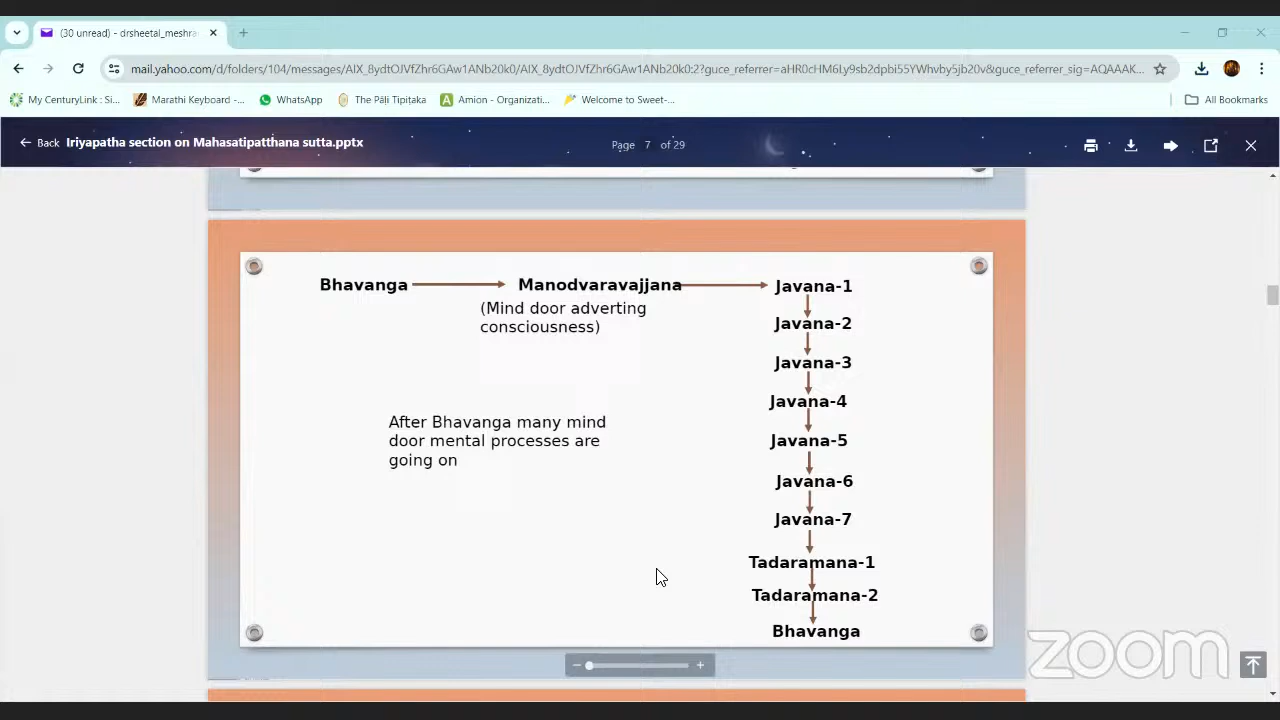 (30 unread) - drsheetal_meshra
mail.yahoo.com/d/folders/104/messages/AIX_8ydtOJVfZhr6GAw1ANb20k0/AIX_8ydtOJVfZhr6GAw1ANb20k0:2?guce_referrer=aHR0cHM6Ly9sb2dpbi55YWhvby5jb20v&guce_referrer_sig=AQAAAK...
My CenturyLink : Si... Marathi Keyboard -... WhatsApp The Pāḷi Tipiṭaka Amion - Organizati... Welcome to Sweet-... All Bookmarks
Back Iriyapatha section on Mahasatipatthana sutta.pptx Page 7 of 29
Bhavanga Manodvaravajjana Javana-1
(Mind door adverting
consciousness)
Javana-2
Javana-3
Javana-4
After Bhavanga many mind
door mental processes are
going on
Javana-5
Javana-6
Javana-7
Tadaramana-1
Tadaramana-2
Bhavanga
zoom